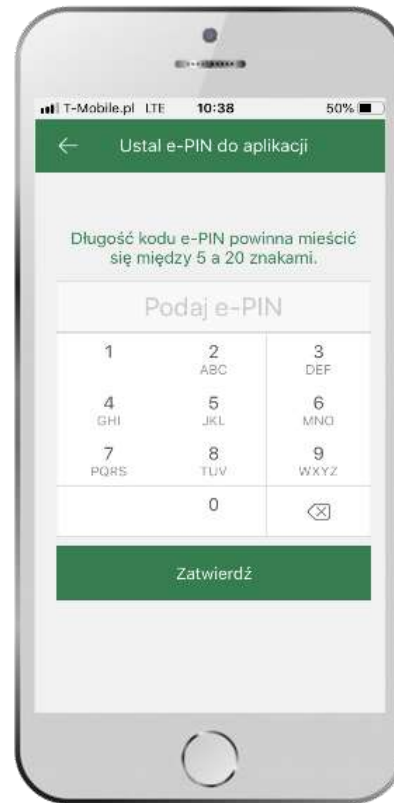 T-Mobile.pl LTE 10:38 50%
Ustal e-PIN do aplikacji
Długość kodu e-PIN powinna mieścić
się między 5 a 20 znakami.
Podaj e-PIN
1 2 3
ABC DEF
4 5 6
GHI JKL MNO
7 8 9
PQRS TUV WXYZ
0
Zatwierdź